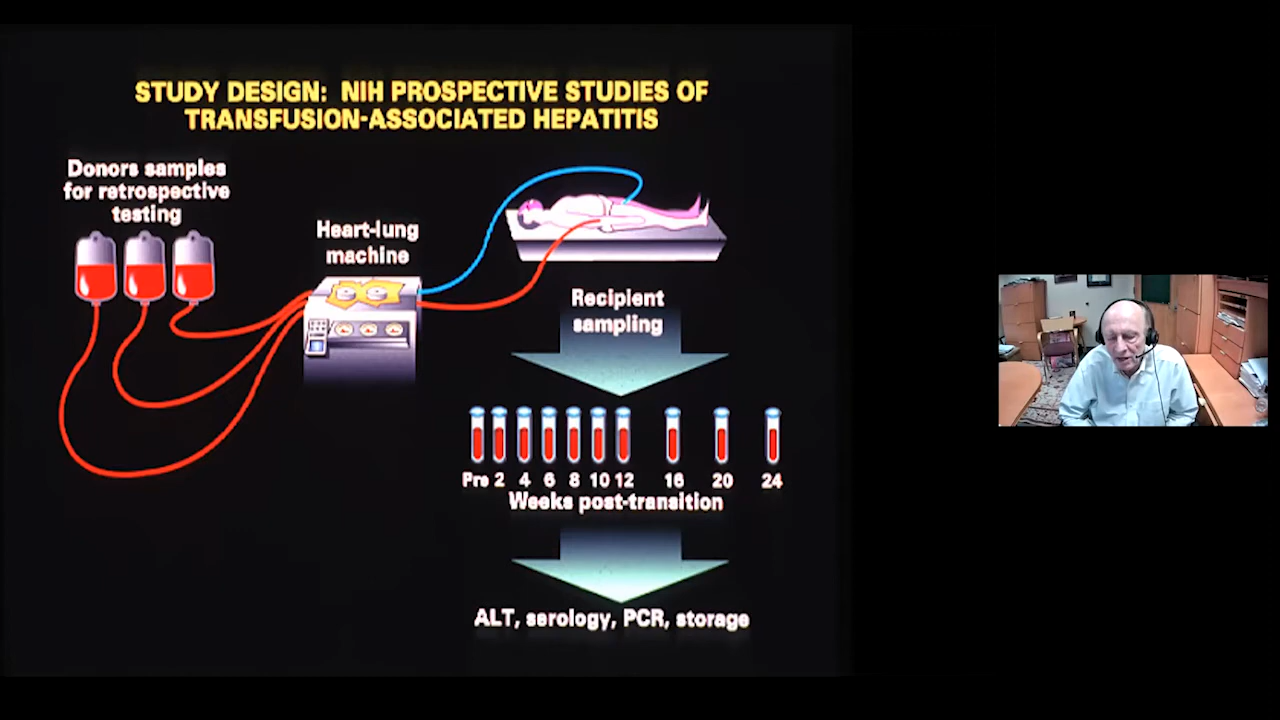 STUDY DESIGN: NIH PROSPECTIVE STUDIES OF
TRANSFUSION-ASSOCIATED HEPATITIS
Donors samples
for retrospective
testing
Heart-lung
machine
Recipient
sampling
Pre 2 4 6 8 10 12 16 20 24
Weeks post-transition
ALT, serology, PCR, storage